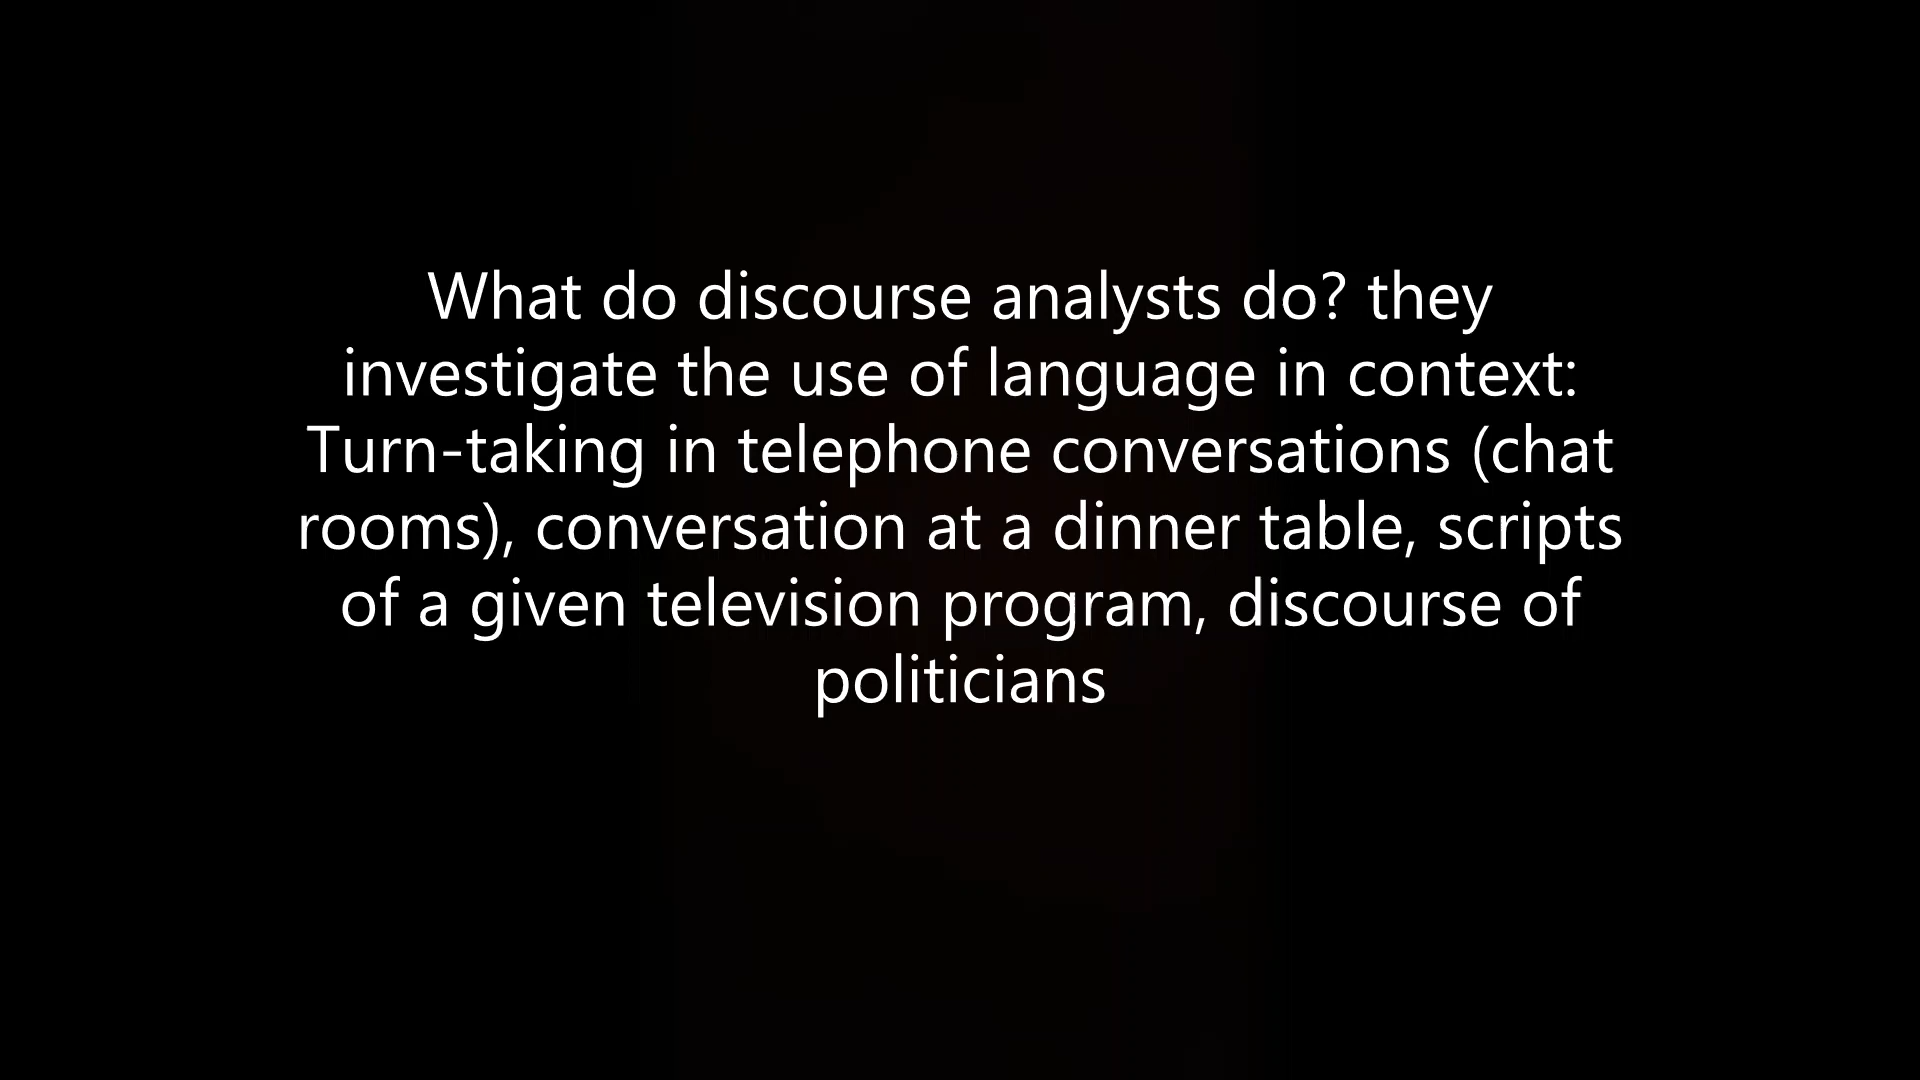 What do discourse analysts do? they
investigate the use of language in context:
Turn-taking in telephone conversations (chat
rooms), conversation at a dinner table, scripts
of a given television program, discourse of
politicians